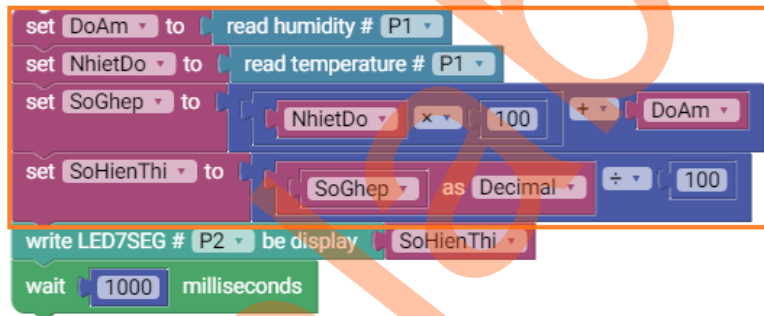 set DoAm to read humidity # P1
set NhietDo to read temperature # P1
set SoGhep to NhietDo × 100 + DoAm
set SoHienThi to SoGhep as Decimal ÷ 100
write LED7SEG # P2 be display SoHienThi
wait 1000 milliseconds